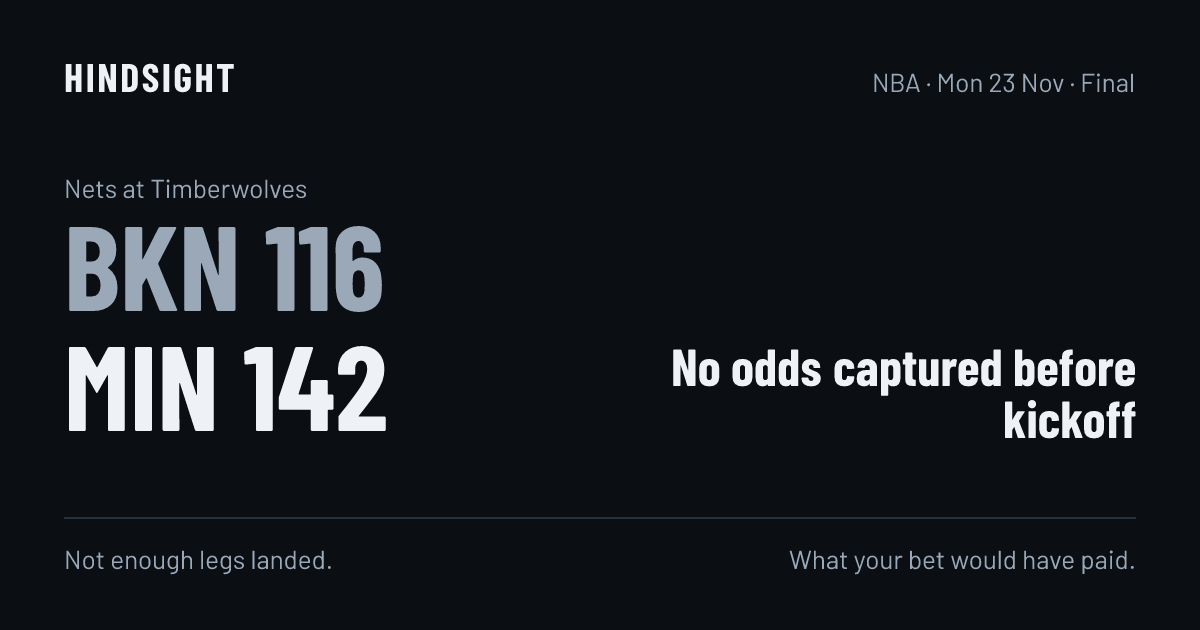 HINDSIGHT
NBA · Mon 23 Nov · Final
Nets at Timberwolves
BKN 116
MIN 142
No odds captured before
kickoff
Not enough legs landed.
What your bet would have paid.